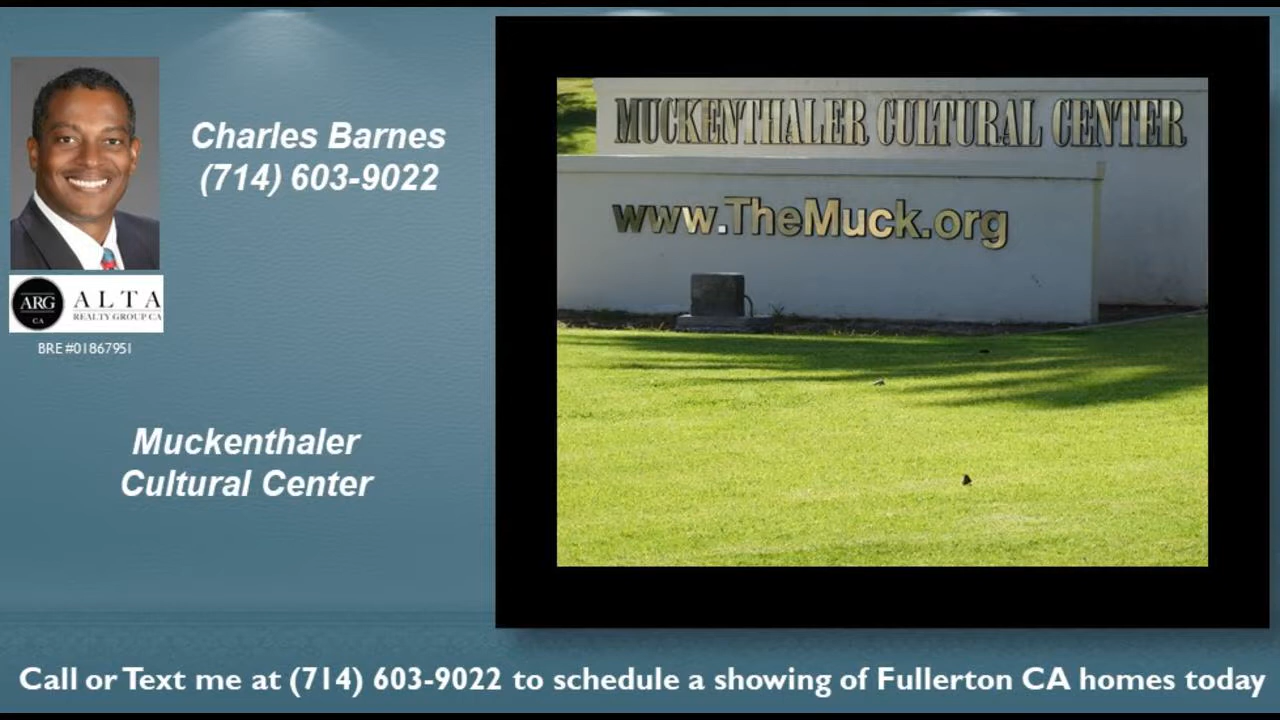 Charles Barnes
(714) 603-9022
ARG
CA
ALTA
REALTY GROUP CA
BRE #01867951
Muckenthaler
Cultural Center
MUCKENTHALER CULTURAL CENTER
www.TheMuck.org
Call or Text me at (714) 603-9022 to schedule a showing of Fullerton CA homes today